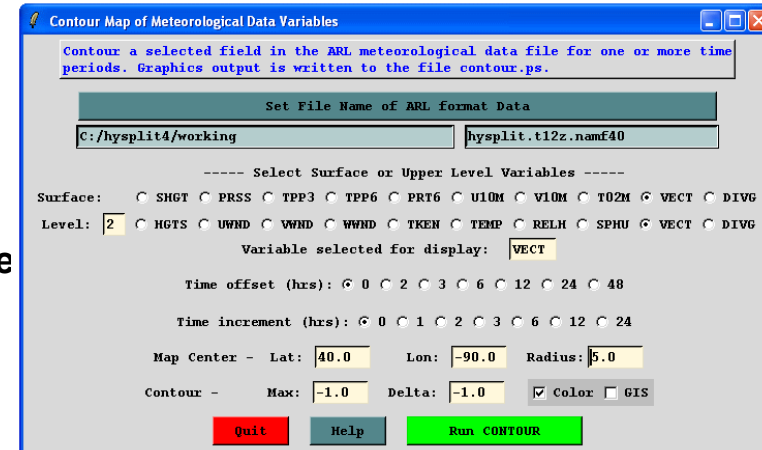 Contour Map of Meteorological Data Variables
Contour a selected field in the ARL meteorological data file for one or more time
periods. Graphics output is written to the file contour.ps.
Set File Name of ARL format Data
C:/hysplit4/working hysplit.t12z.namf40
----- Select Surface or Upper Level Variables -----
Surface: SHGT PRSS TPP3 TPP6 PRT6 U10M V10M T02M VECT DIVG
Level: 2 HGTS UWND VWND WWND TKEN TEMP RELH SPHU VECT DIVG
Variable selected for display: VECT
e
Time offset (hrs): 0 2 3 6 12 24 48
Time increment (hrs): 0 1 2 3 6 12 24
Map Center - Lat: 40.0 Lon: -90.0 Radius: 5.0
Contour - Max: -1.0 Delta: -1.0 Color GIS
Quit Help Run CONTOUR